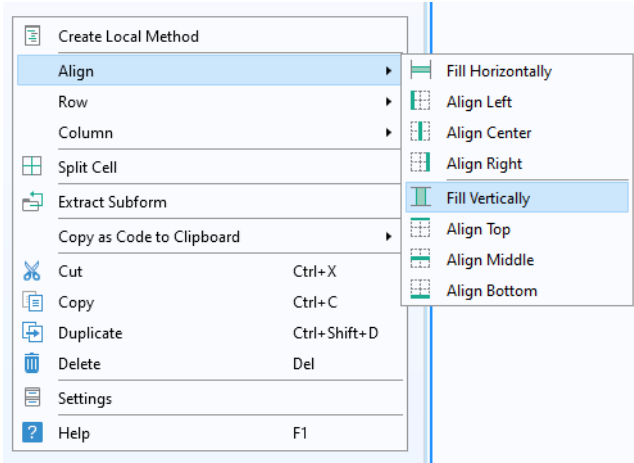 Create Local Method
Align
Row
Column
Split Cell
Extract Subform
Copy as Code to Clipboard
Cut Ctrl+X
Copy Ctrl+C
Duplicate Ctrl+Shift+D
Delete Del
Settings
? Help F1
Fill Horizontally
Align Left
Align Center
Align Right
Fill Vertically
Align Top
Align Middle
Align Bottom